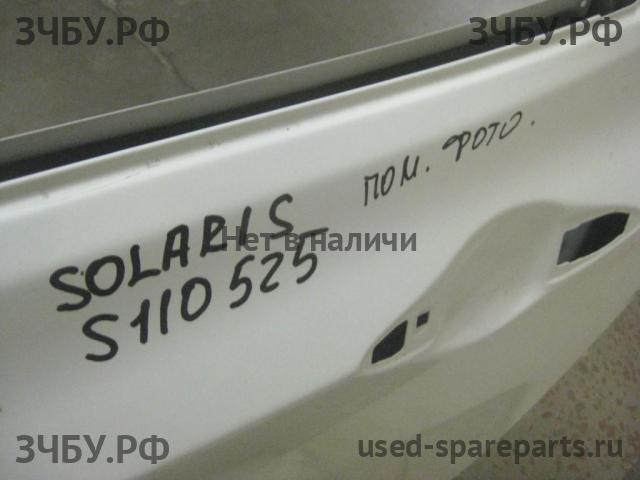 ЗЧБУ.РФ
ЗЧБУ.РФ
ПОМ. ФОТО.
SOLARIS
Нет в наличи
S110525
ЗЧБУ.РФ
used-spareparts.ru